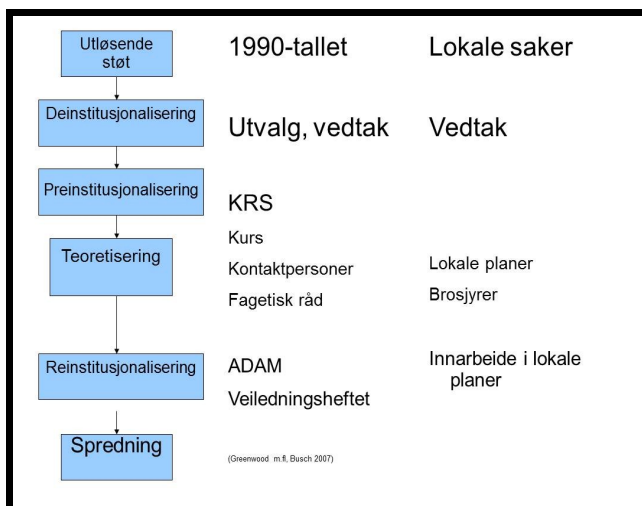 Utløsende
støt
1990-tallet
Lokale saker
Deinstitusjonalisering
Utvalg, vedtak
Vedtak
Preinstitusjonalisering
KRS
Kurs
Teoretisering
Kontaktpersoner
Lokale planer
Fagetisk råd
Brosjyrer
Reinstitusjonalisering
ADAM
Innarbeide i lokale
planer
Veiledningsheftet
Spredning
(Greenwood m.fl, Busch 2007)